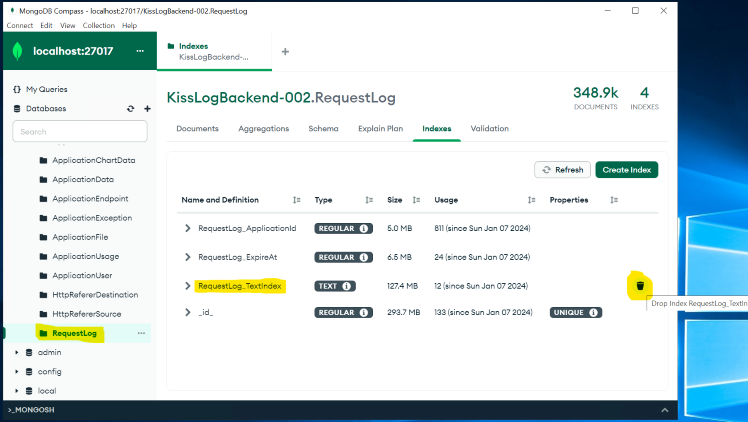 MongoDB Compass - localhost:27017/KissLogBackend-002.RequestLog
Connect Edit View Collection Help
localhost:27017 ...
Indexes
KissLogBackend-...
+
{} My Queries
Databases
Search
ApplicationChartData
ApplicationData
ApplicationEndpoint
ApplicationException
ApplicationFile
ApplicationUsage
ApplicationUser
HttpRefererDestination
HttpRefererSource
RequestLog ...
admin
config
local
KissLogBackend-002.RequestLog
348.9k
DOCUMENTS
4
INDEXES
Documents Aggregations Schema Explain Plan Indexes Validation
Refresh Create Index
Name and Definition Type Size Usage Properties
RequestLog_ApplicationId REGULAR 5.0 MB 811 (since Sun Jan 07 2024)
RequestLog_ExpireAt REGULAR 6.5 MB 24 (since Sun Jan 07 2024)
RequestLog_TextIndex TEXT 127.4 MB 12 (since Sun Jan 07 2024)
Drop Index RequestLog_TextIn
_id_ REGULAR 293.7 MB 133 (since Sun Jan 07 2024) UNIQUE
>_MONGOSH